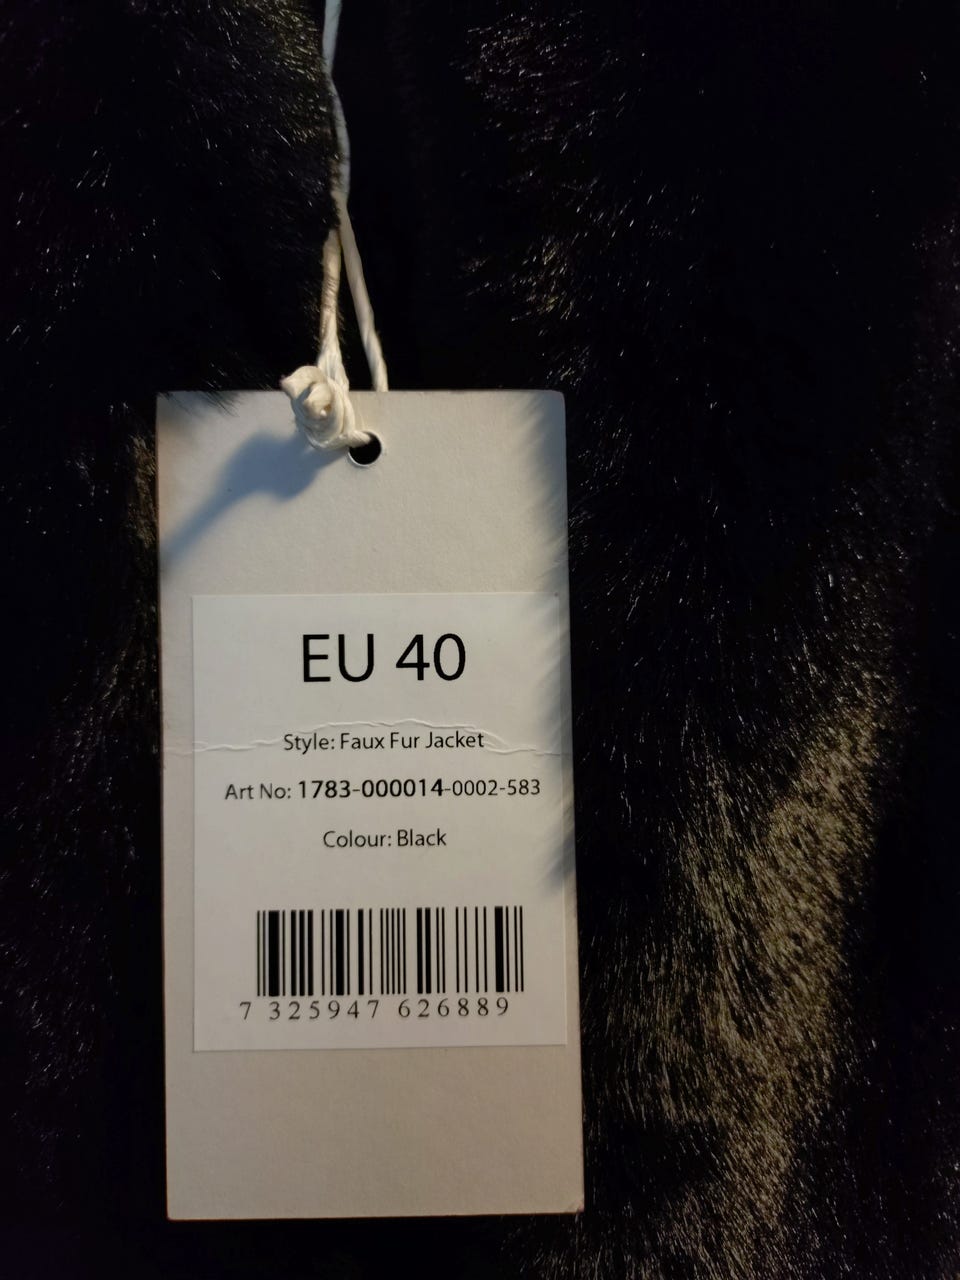 EU 40
Style: Faux Fur Jacket
Art No: 1783-000014-0002-583
Colour: Black
7 325947 626889